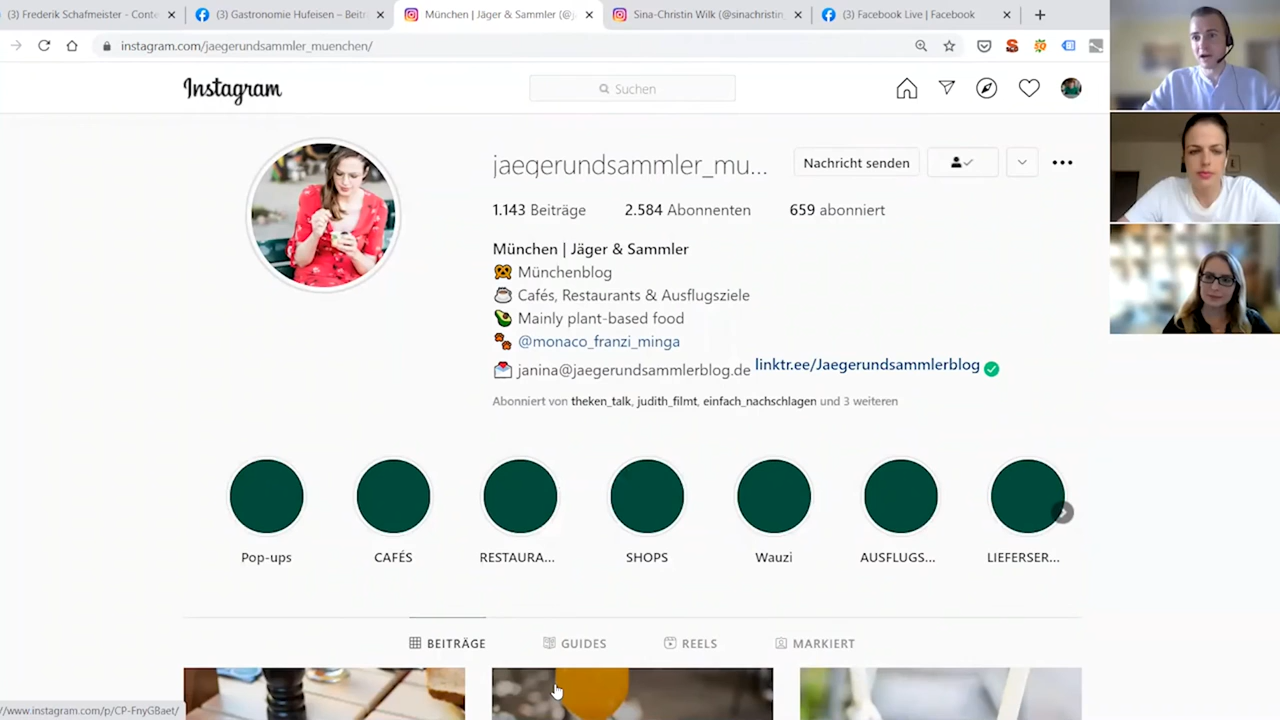 (3) Frederik Schafmeister - Conte
(3) Gastronomie Hufeisen – Beitr
München | Jäger & Sammler (@j
Sina-Christin Wilk (@sinachristin
(3) Facebook Live | Facebook
instagram.com/jaegerundsammler_muenchen/
Instagram
Suchen
jaegerundsammler_mu...
Nachricht senden
1.143 Beiträge
2.584 Abonnenten
659 abonniert
München | Jäger & Sammler
Münchenblog
Cafés, Restaurants & Ausflugsziele
Mainly plant-based food
@monaco_franzi_minga
janina@jaegerundsammlerblog.de linktr.ee/Jaegerundsammlerblog
Abonniert von theken_talk, judith_filmt, einfach_nachschlagen und 3 weiteren
Pop-ups
CAFÉS
RESTAURA...
SHOPS
Wauzi
AUSFLUGS...
LIEFERSER...
BEITRÄGE
GUIDES
REELS
MARKIERT
//www.instagram.com/p/CP-FnyGBaet/